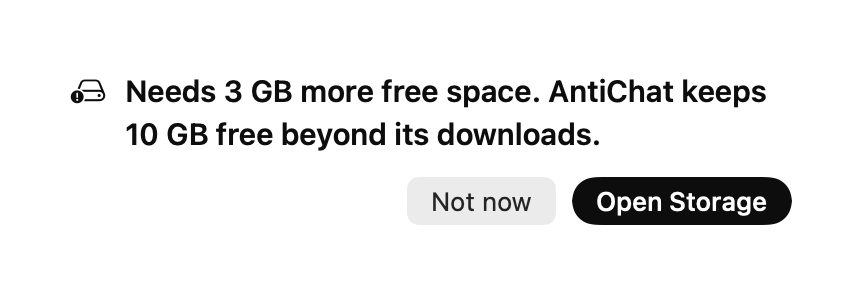 Needs 3 GB more free space. AntiChat keeps
10 GB free beyond its downloads.
Not now
Open Storage